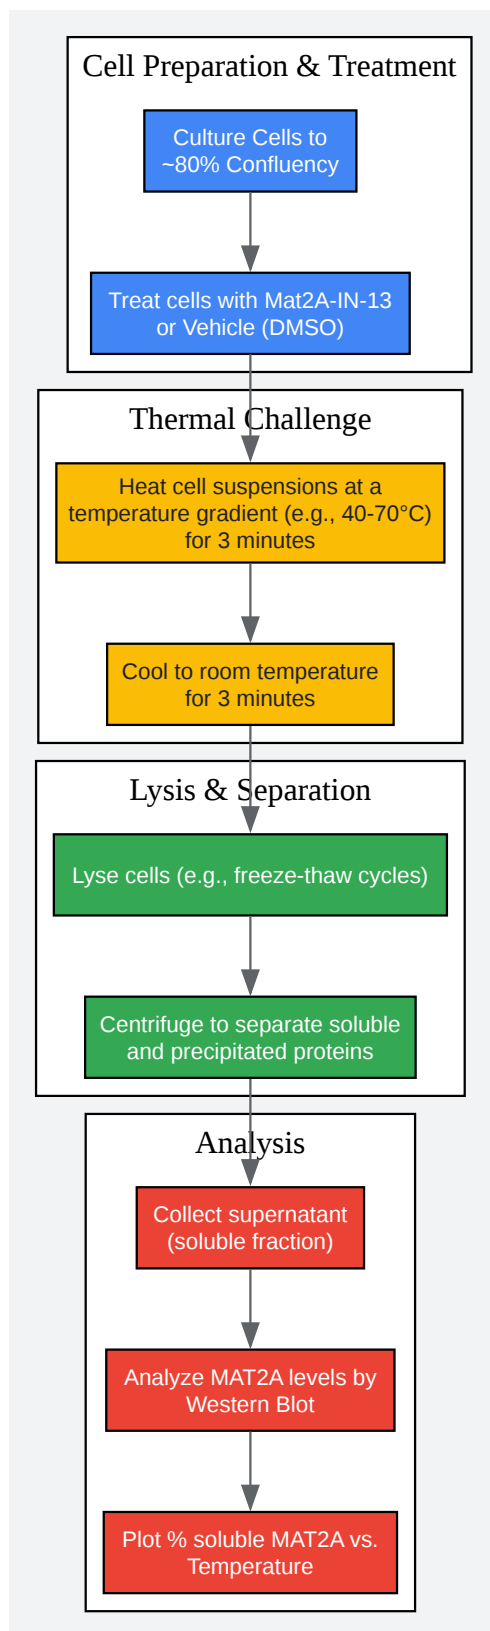 Cell Preparation & Treatment
Culture Cells to
~80% Confluency
Treat cells with Mat2A-IN-13
or Vehicle (DMSO)
Thermal Challenge
Heat cell suspensions at a
temperature gradient (e.g., 40-70°C)
for 3 minutes
Cool to room temperature
for 3 minutes
Lysis & Separation
Lyse cells (e.g., freeze-thaw cycles)
Centrifuge to separate soluble
and precipitated proteins
Analysis
Collect supernatant
(soluble fraction)
Analyze MAT2A levels by
Western Blot
Plot % soluble MAT2A vs.
Temperature